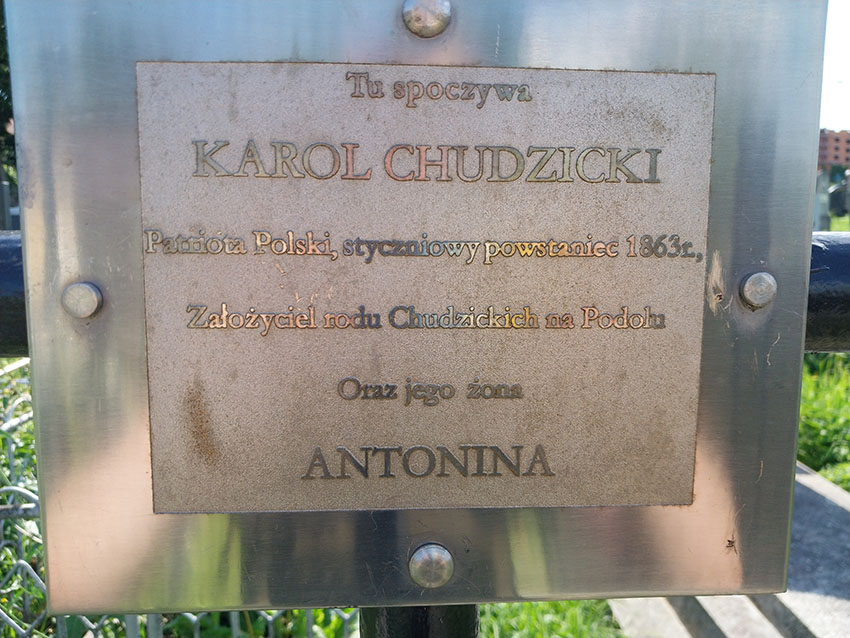 Tu spoczywa
KAROL CHUDZICKI
Patriota Polski, styczniowy powstaniec 1863r.,
Założyciel rodu Chudzickich na Podolu
Oraz jego żona
ANTONINA